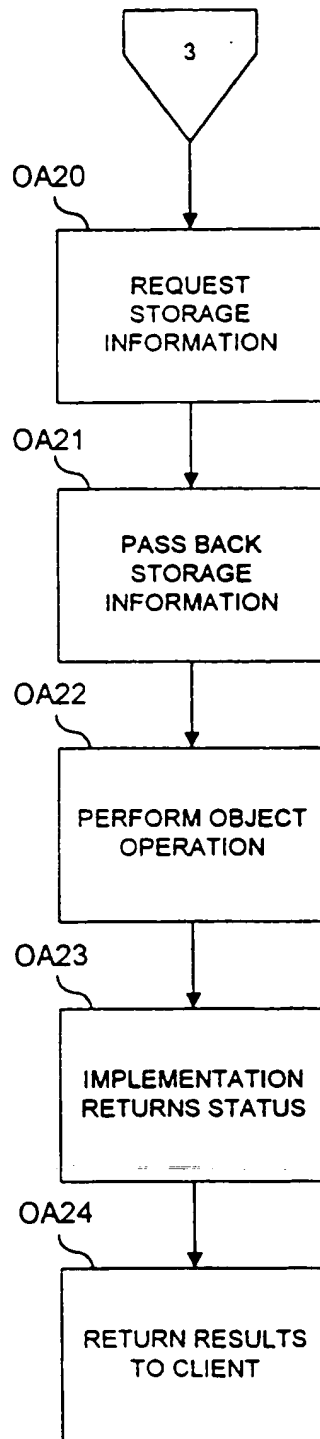 3
OA20
REQUEST
STORAGE
INFORMATION
OA21
PASS BACK
STORAGE
INFORMATION
OA22
PERFORM OBJECT
OPERATION
OA23
IMPLEMENTATION
RETURNS STATUS
OA24
RETURN RESULTS
TO CLIENT